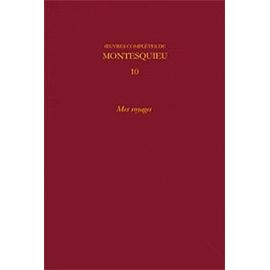 ŒUVRES COMPLÈTES DE
MONTESQUIEU
10
Mes voyages